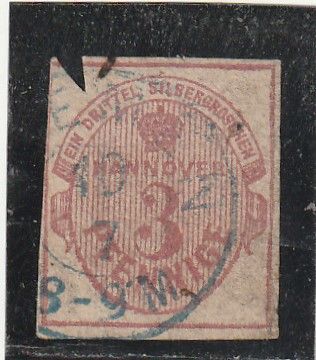 EIN DRITTEL SILBERGROSCHEN
HANNOVER
3
PFENNIGE
8-9 M.